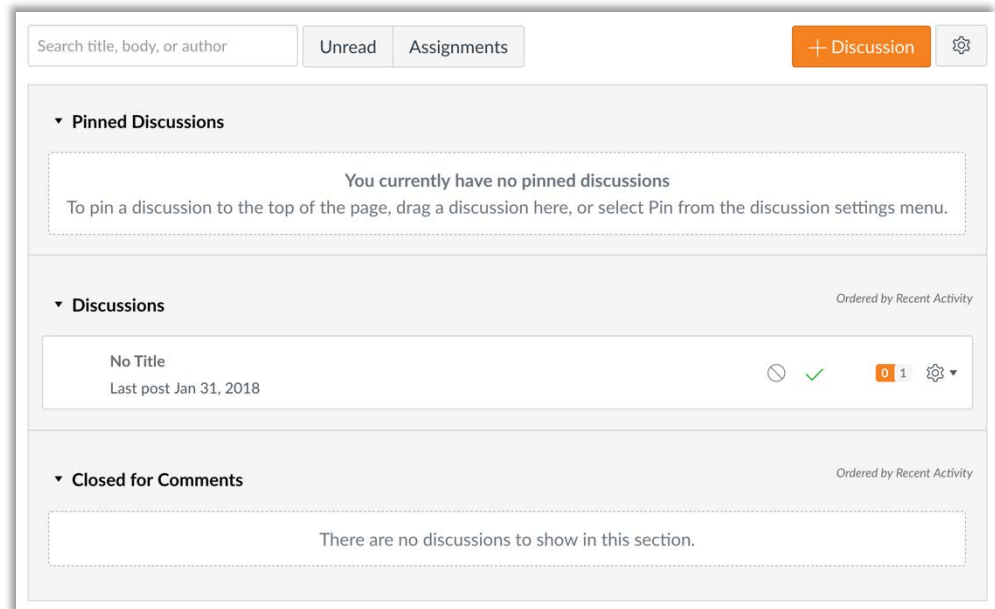 Search title, body, or author
Unread
Assignments
+ Discussion
Pinned Discussions
You currently have no pinned discussions
To pin a discussion to the top of the page, drag a discussion here, or select Pin from the discussion settings menu.
Discussions
Ordered by Recent Activity
No Title
Last post Jan 31, 2018
0 1
Closed for Comments
Ordered by Recent Activity
There are no discussions to show in this section.